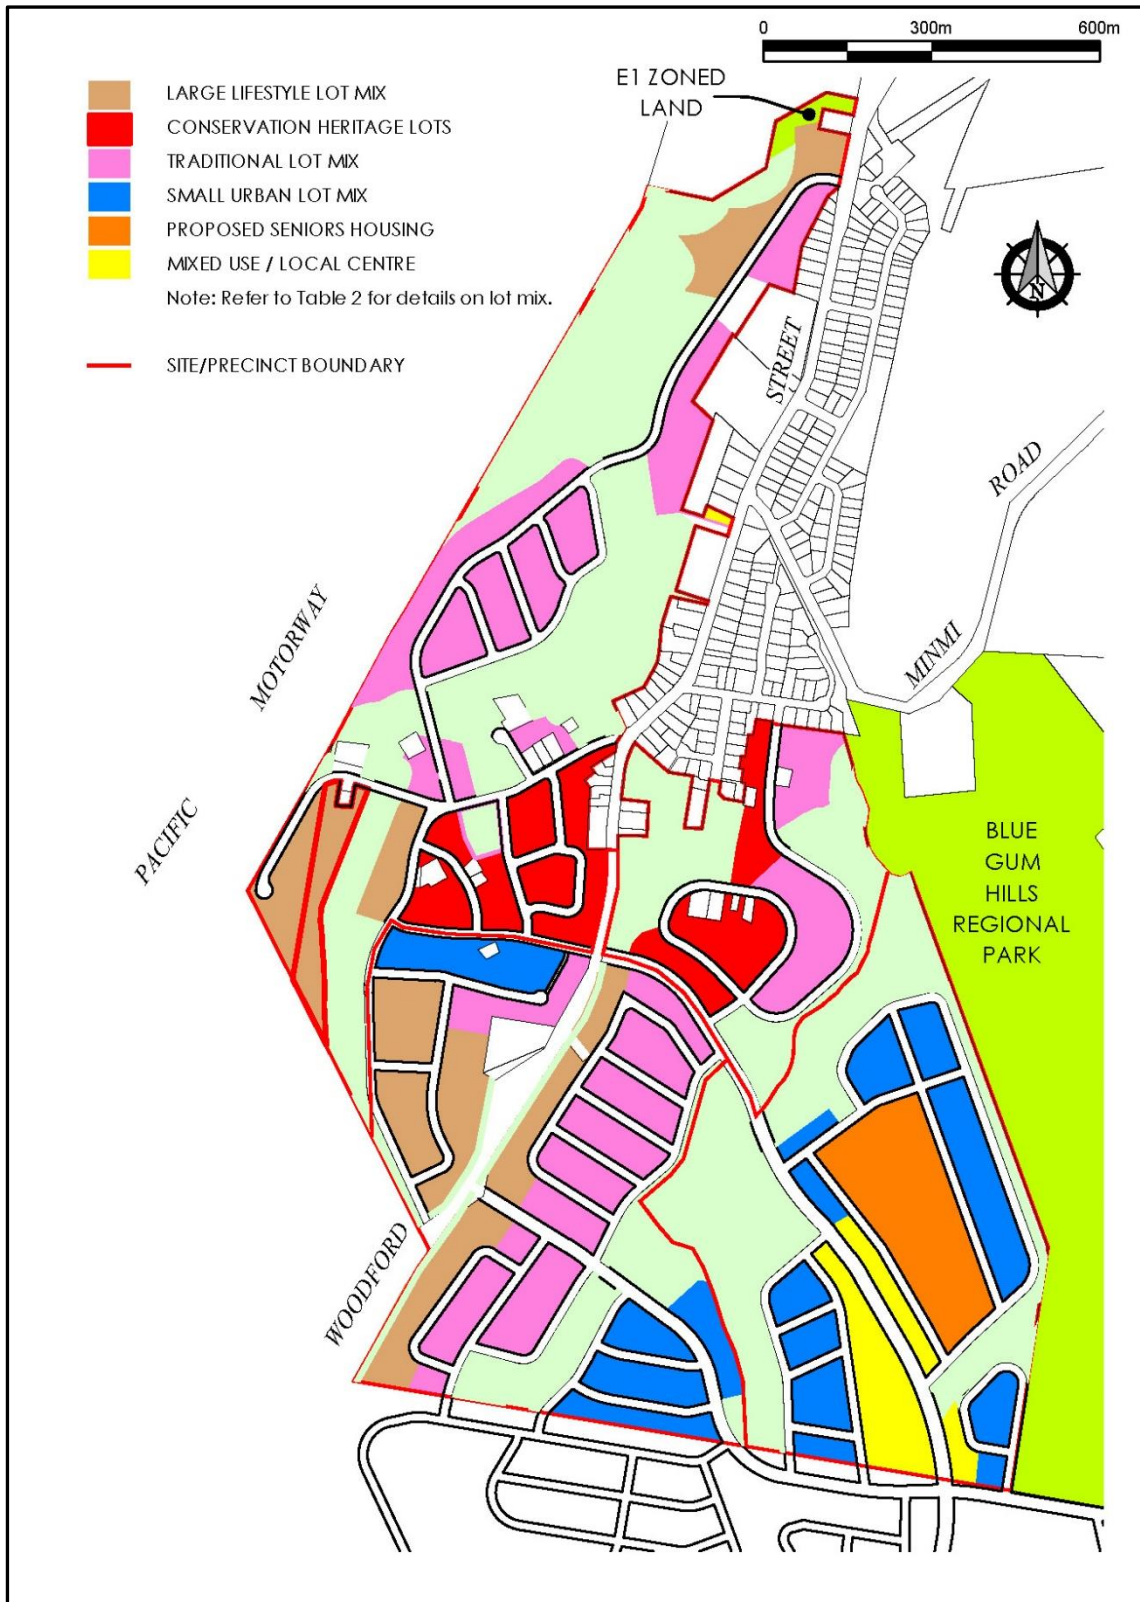 0 300m 600m
E1 ZONED
LAND
LARGE LIFESTYLE LOT MIX
CONSERVATION HERITAGE LOTS
TRADITIONAL LOT MIX
SMALL URBAN LOT MIX
PROPOSED SENIORS HOUSING
MIXED USE / LOCAL CENTRE
Note: Refer to Table 2 for details on lot mix.
SITE/PRECINCT BOUNDARY
N
STREET
ROAD
MINMI
MOTORWAY
PACIFIC
BLUE
GUM
HILLS
REGIONAL
PARK
WOODFORD